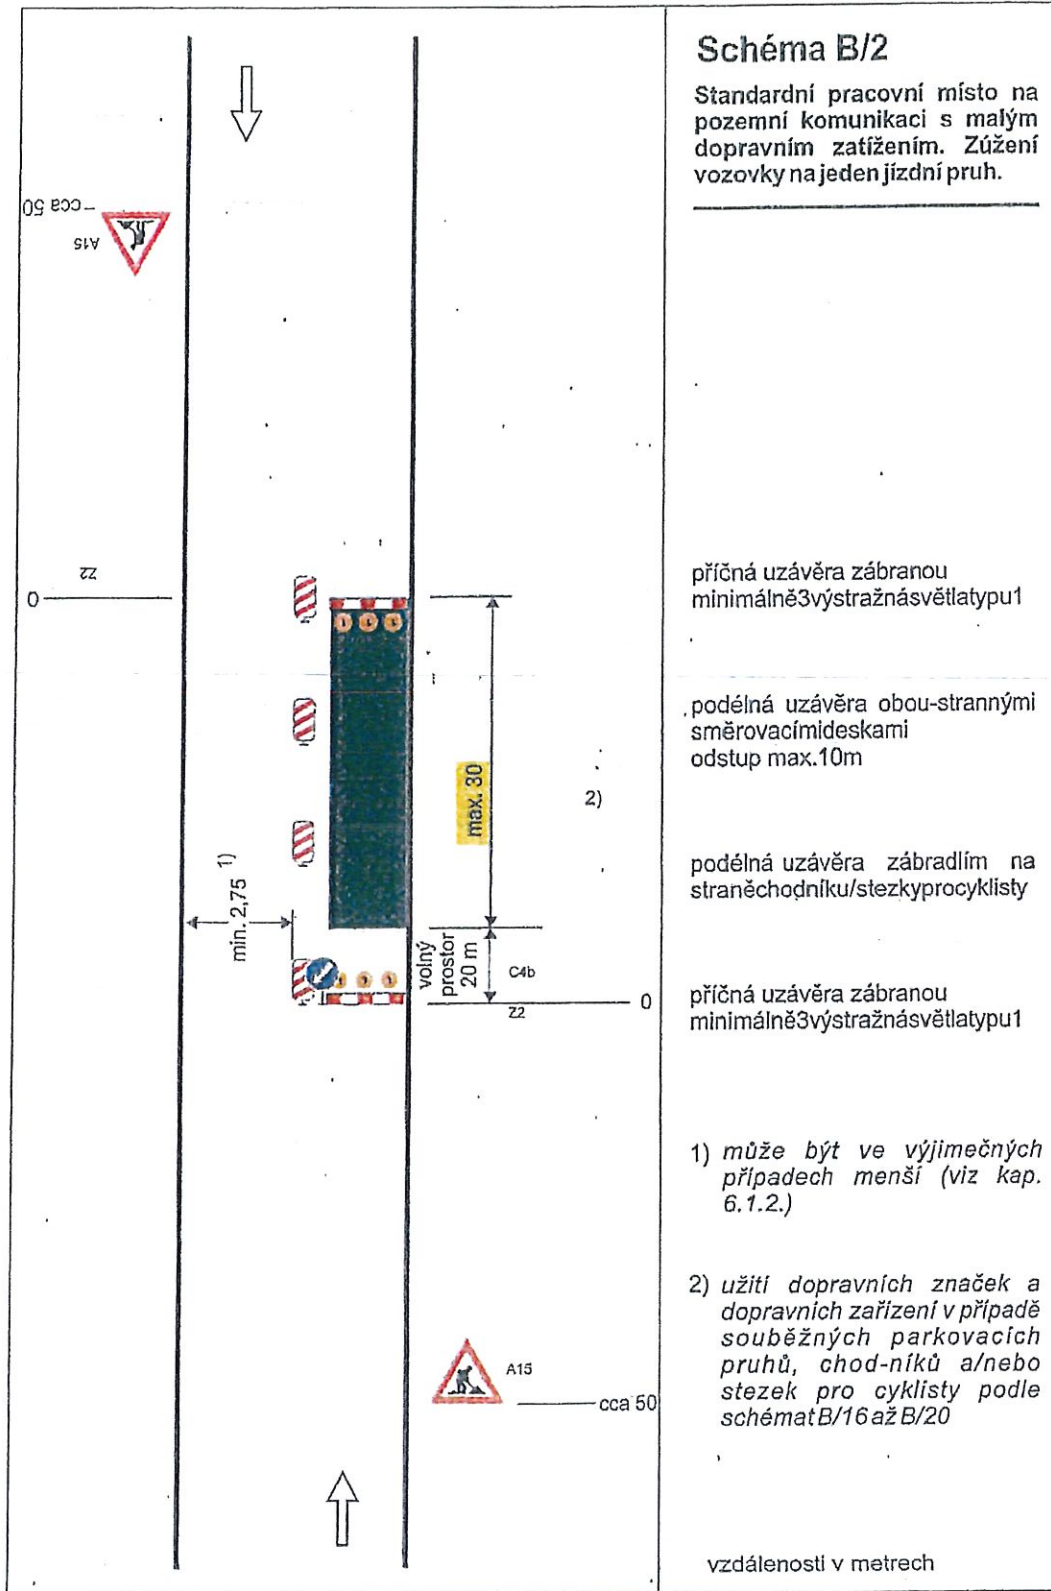 Schéma B/2
Standardní pracovní místo na
pozemní komunikaci s malým
dopravním zatížením. Zúžení
vozovky na jeden jízdní pruh.
cca 50
A15
Z2
0
příčná uzávěra zábranou
minimálně3výstražnásvětlatypu1
podélná uzávěra obou-strannými
směrovacímideskami
odstup max.10m
max. 30
2)
min. 2,75 1)
podélná uzávěra zábradlím na
straněchodníku/stezkyprocyklisty
volný
prostor
20 m
C4b
Z2
0
příčná uzávěra zábranou
minimálně3výstražnásvětlatypu1
1) může být ve výjimečných
případech menší (viz kap.
6.1.2.)
2) užití dopravních značek a
dopravních zařízení v případě
souběžných parkovacích
pruhů, chod-níků a/nebo
stezek pro cyklisty podle
schématB/16ažB/20
A15
cca 50
vzdálenosti v metrech